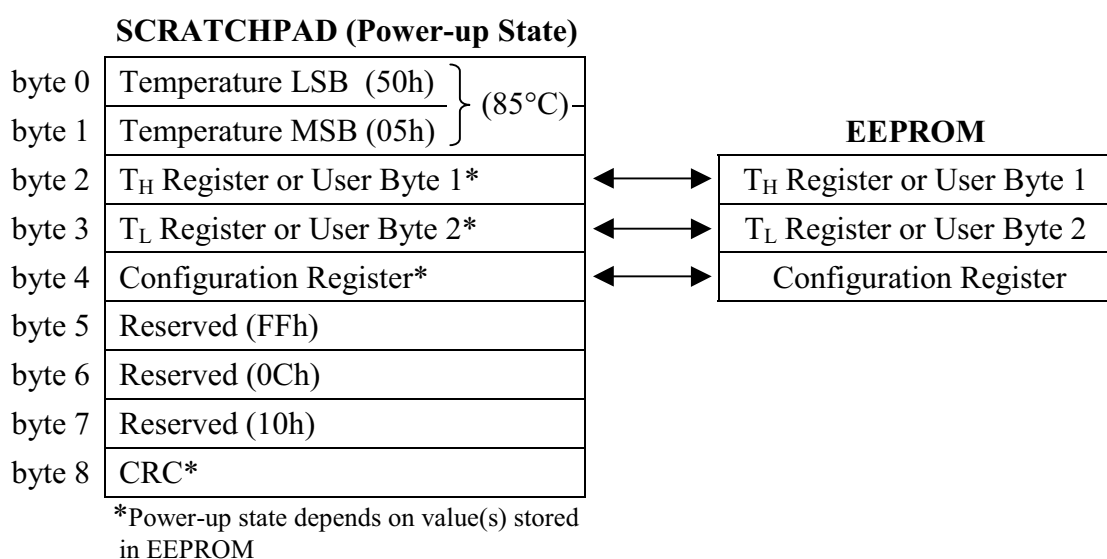 SCRATCHPAD (Power-up State)
byte 0 Temperature LSB (50h)
(85°C)
byte 1 Temperature MSB (05h)
EEPROM
byte 2 TH Register or User Byte 1* TH Register or User Byte 1
byte 3 TL Register or User Byte 2* TL Register or User Byte 2
byte 4 Configuration Register* Configuration Register
byte 5 Reserved (FFh)
byte 6 Reserved (0Ch)
byte 7 Reserved (10h)
byte 8 CRC*
*Power-up state depends on value(s) stored
in EEPROM